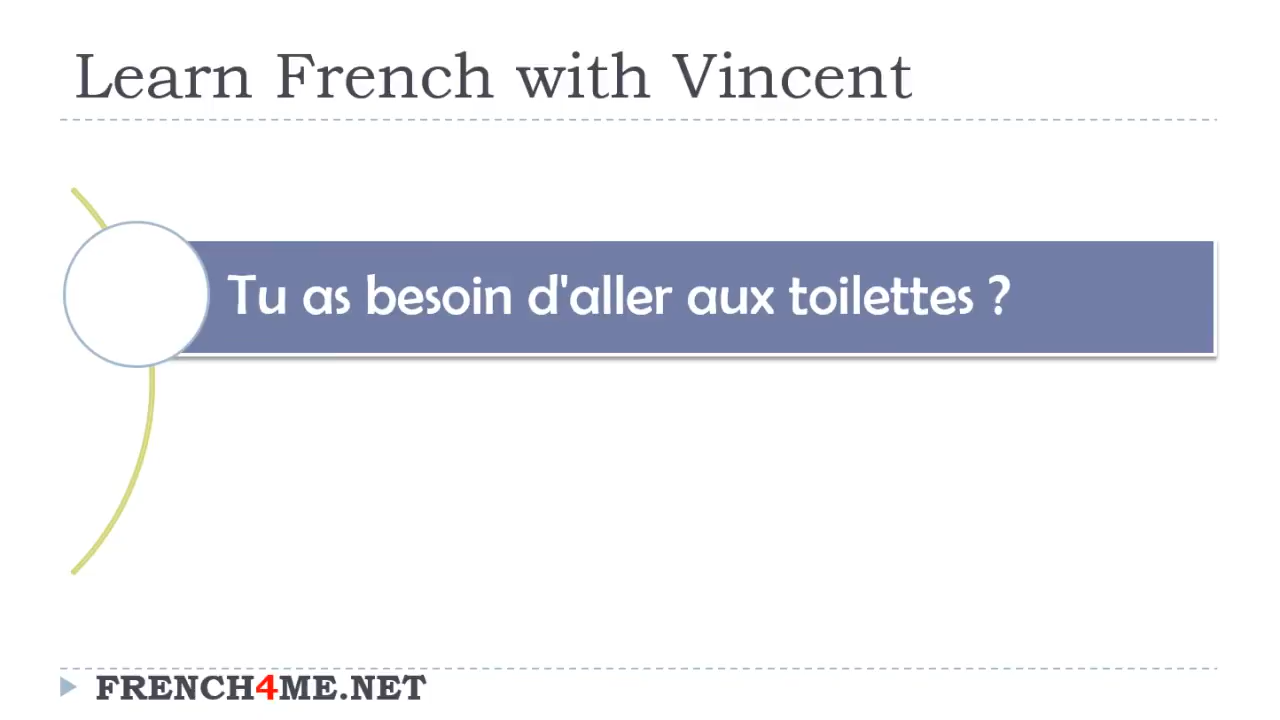 Learn French with Vincent
Tu as besoin d'aller aux toilettes ?
FRENCH4ME.NET